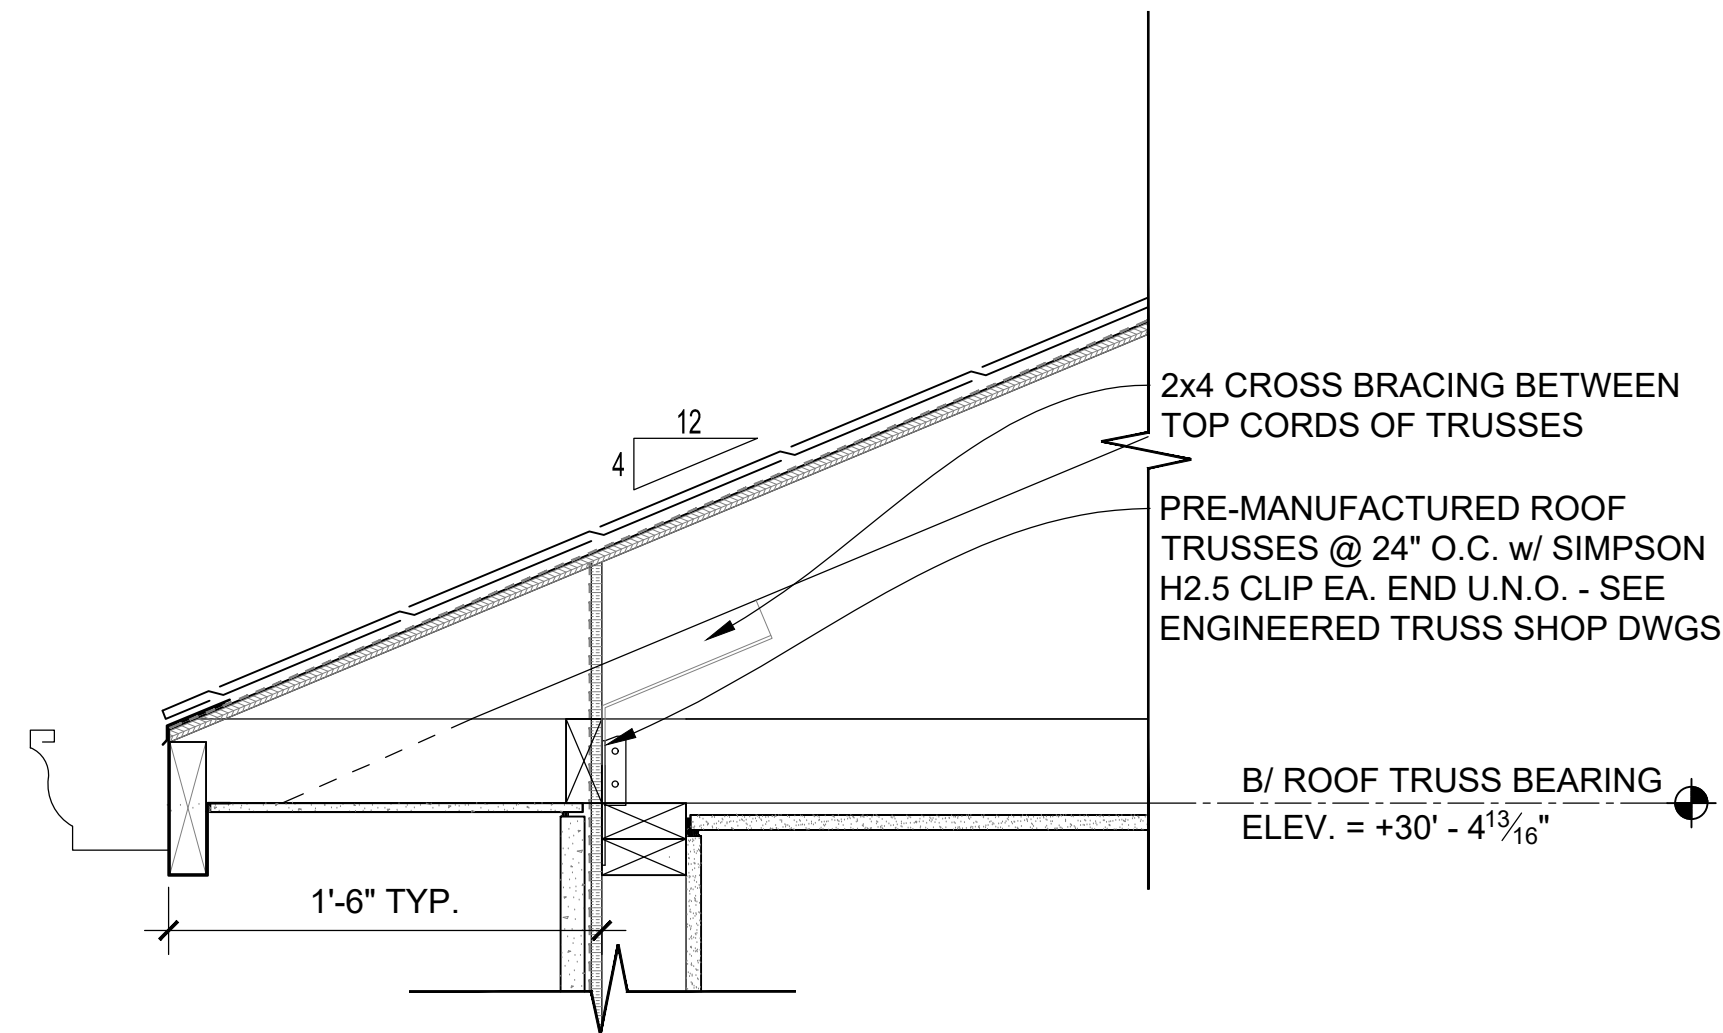 12
4
2x4 CROSS BRACING BETWEEN
TOP CORDS OF TRUSSES
PRE-MANUFACTURED ROOF
TRUSSES @ 24" O.C. w/ SIMPSON
H2.5 CLIP EA. END U.N.O. - SEE
ENGINEERED TRUSS SHOP DWGS
B/ ROOF TRUSS BEARING
ELEV. = +30' - 4 13/16"
1'-6" TYP.